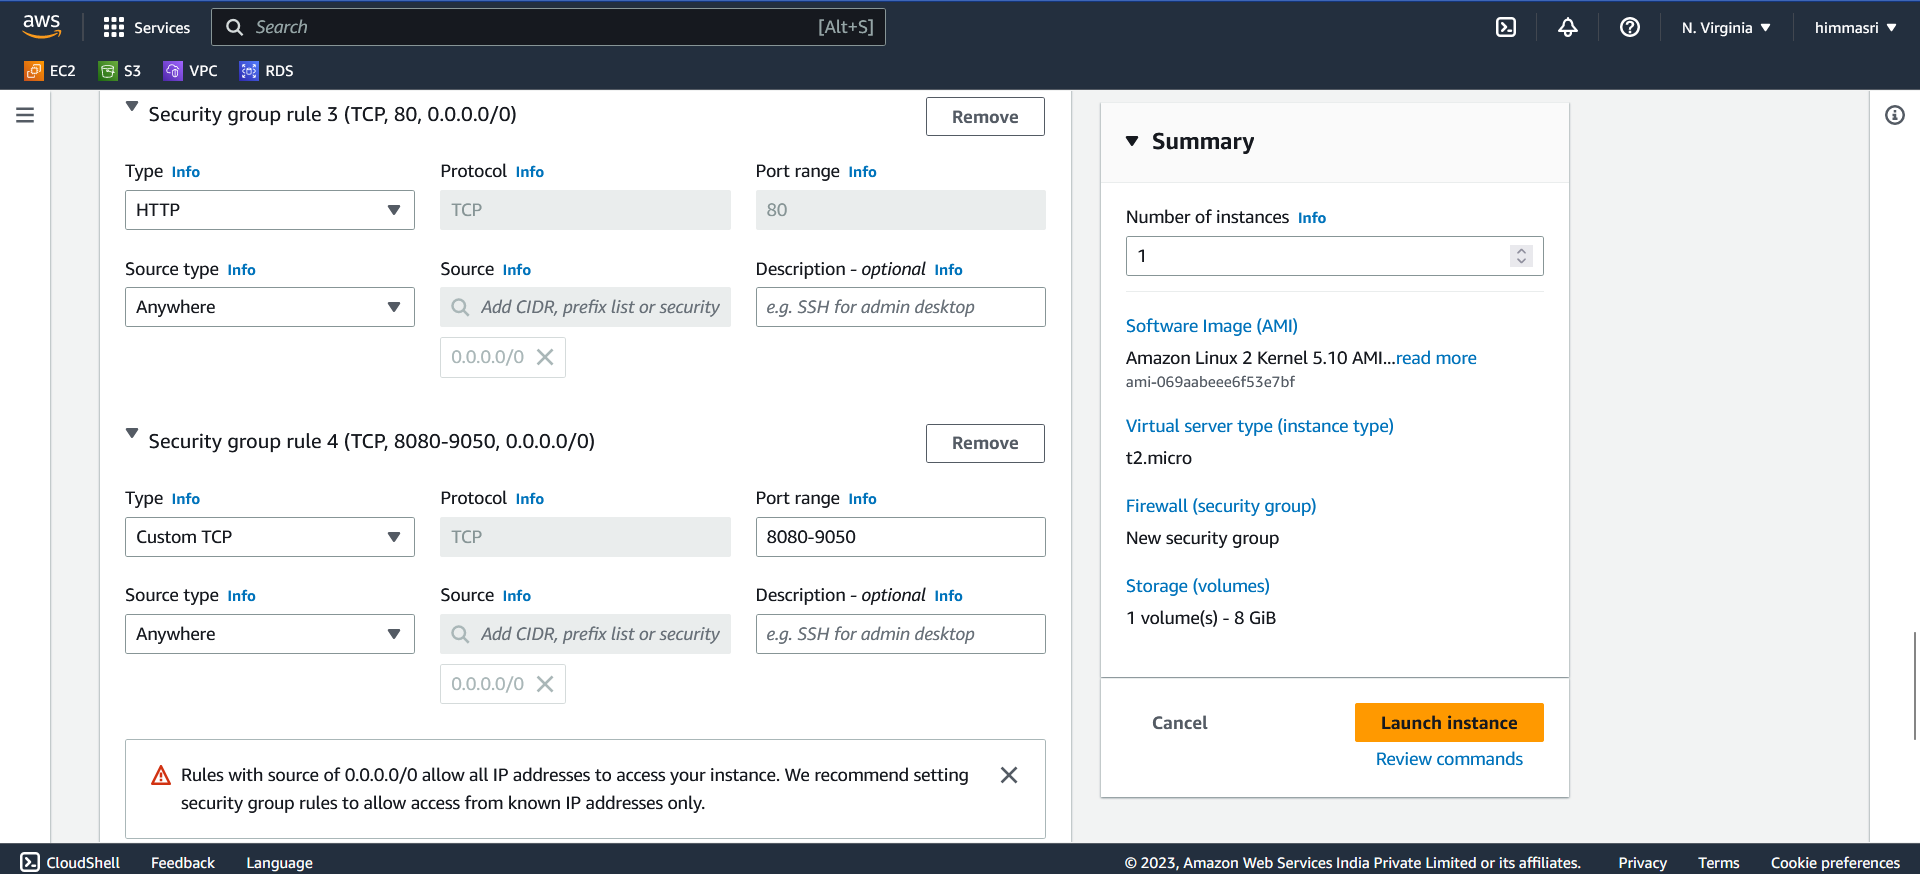 aws
Services
Search
[Alt+S]
N. Virginia
himmasri
EC2
S3
VPC
RDS
Security group rule 3 (TCP, 80, 0.0.0.0/0)
Remove
Type Info
Protocol Info
Port range Info
HTTP
TCP
80
Source type Info
Source Info
Description - optional Info
Anywhere
Add CIDR, prefix list or security
e.g. SSH for admin desktop
0.0.0.0/0
Security group rule 4 (TCP, 8080-9050, 0.0.0.0/0)
Remove
Type Info
Protocol Info
Port range Info
Custom TCP
TCP
8080-9050
Source type Info
Source Info
Description - optional Info
Anywhere
Add CIDR, prefix list or security
e.g. SSH for admin desktop
0.0.0.0/0
Rules with source of 0.0.0.0/0 allow all IP addresses to access your instance. We recommend setting
security group rules to allow access from known IP addresses only.
Summary
Number of instances Info
1
Software Image (AMI)
Amazon Linux 2 Kernel 5.10 AMI...read more
ami-069aabeee6f53e7bf
Virtual server type (instance type)
t2.micro
Firewall (security group)
New security group
Storage (volumes)
1 volume(s) - 8 GiB
Cancel
Launch instance
Review commands
CloudShell
Feedback
Language
© 2023, Amazon Web Services India Private Limited or its affiliates.
Privacy
Terms
Cookie preferences